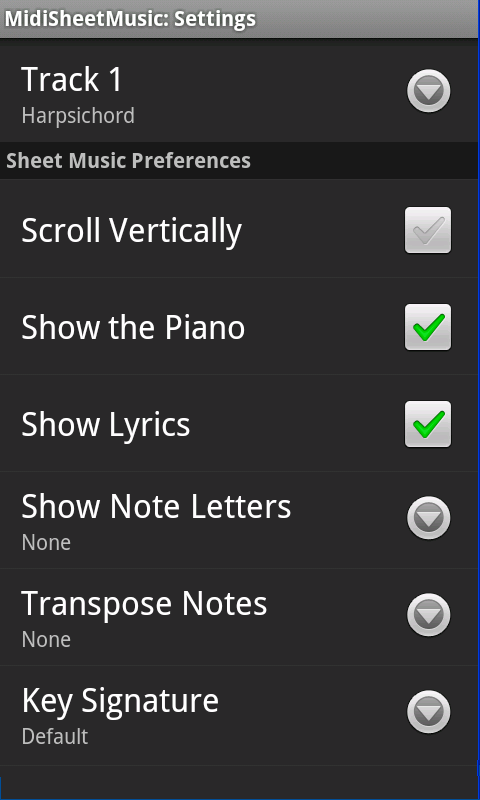 MidiSheetMusic: Settings
Track 1
Harpsichord
Sheet Music Preferences
Scroll Vertically
Show the Piano
Show Lyrics
Show Note Letters
None
Transpose Notes
None
Key Signature
Default